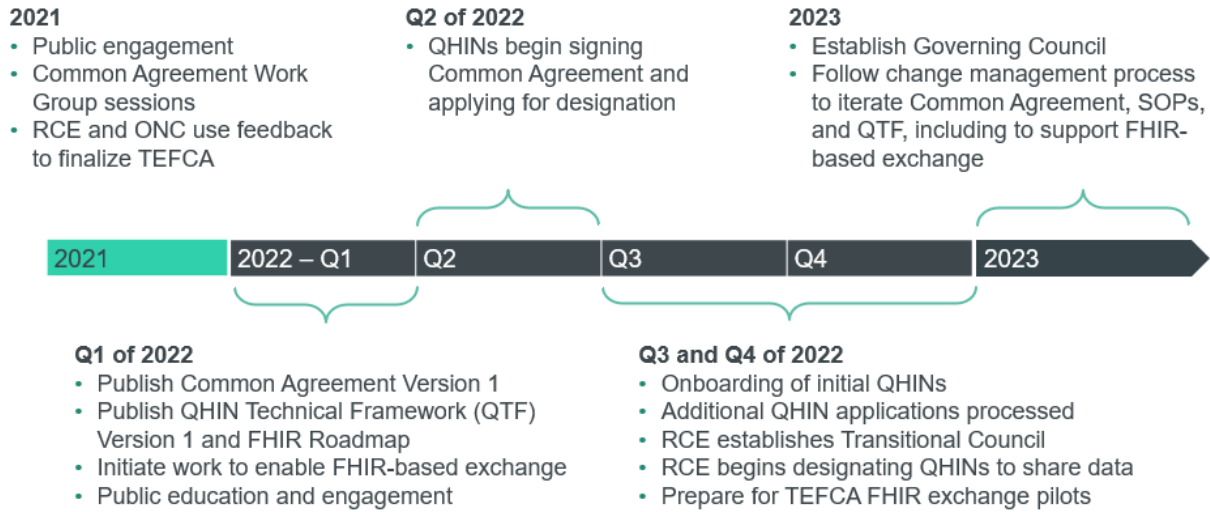 2021
• Public engagement
• Common Agreement Work
Group sessions
• RCE and ONC use feedback
to finalize TEFCA
Q2 of 2022
• QHINs begin signing
Common Agreement and
applying for designation
2023
• Establish Governing Council
• Follow change management process
to iterate Common Agreement, SOPs,
and QTF, including to support FHIR-
based exchange
2021
2022 – Q1
Q2
Q3
Q4
2023
Q1 of 2022
• Publish Common Agreement Version 1
• Publish QHIN Technical Framework (QTF)
Version 1 and FHIR Roadmap
• Initiate work to enable FHIR-based exchange
• Public education and engagement
Q3 and Q4 of 2022
• Onboarding of initial QHINs
• Additional QHIN applications processed
• RCE establishes Transitional Council
• RCE begins designating QHINs to share data
• Prepare for TEFCA FHIR exchange pilots